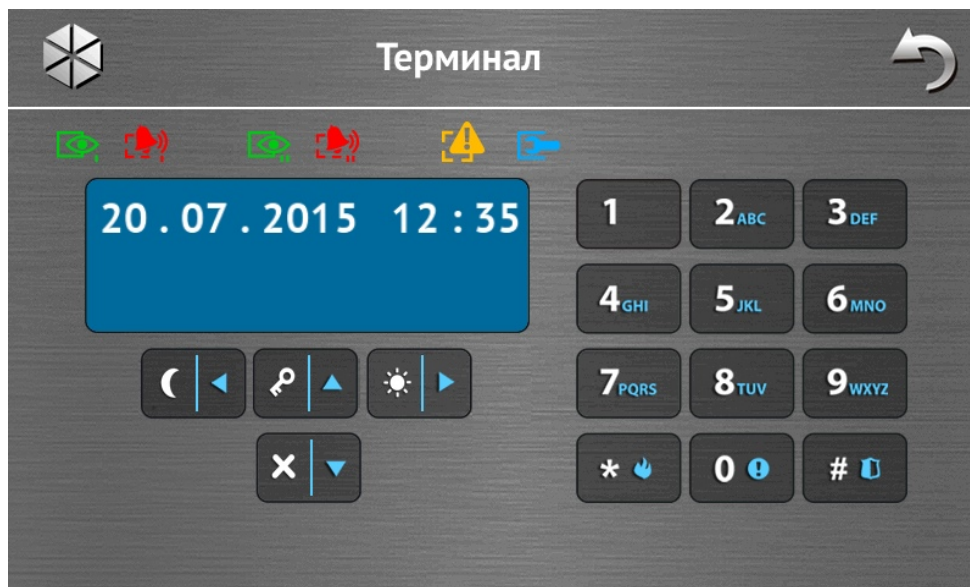 Терминал
20.07.2015 12:35
1 2ABC 3DEF
4GHI 5JKL 6MNO
7PQRS 8TUV 9WXYZ
* 0 #